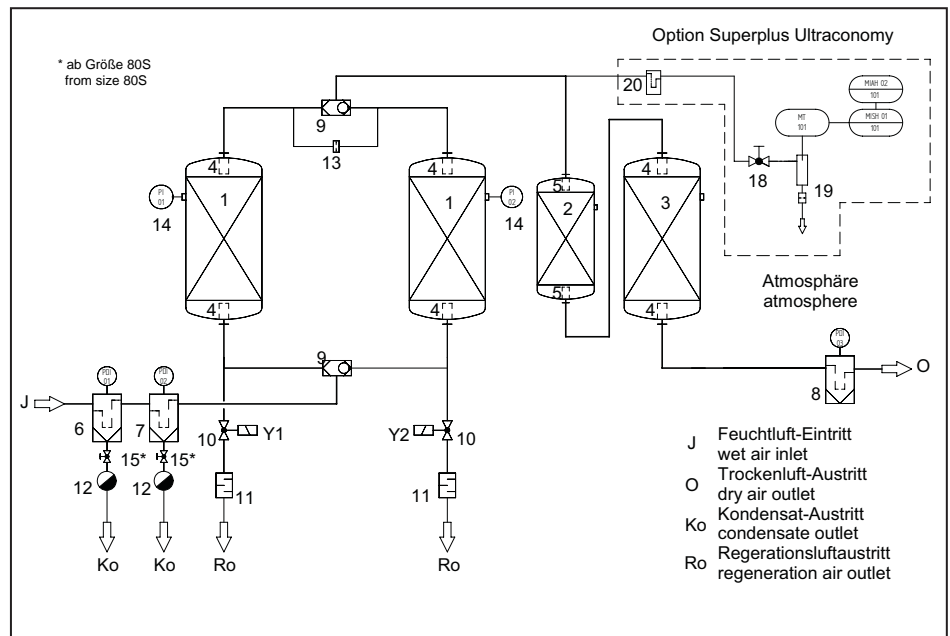 Option Superplus Ultraconomy
* ab Größe 80S
from size 80S
20
MIAH 02
101
MT
101
MISH 01
101
9
13
18
19
4
4
5
4
1
1
2
3
PI
01
PI
02
14
14
4
4
5
4
Atmosphäre
atmosphere
9
PDI
01
PDI
02
PDI
03
J
O
8
6
7
10
Y1
Y2
10
15*
15*
12
12
11
11
Ko
Ko
Ro
Ro
J
Feuchtluft-Eintritt
wet air inlet
O
Trockenluft-Austritt
dry air outlet
Ko
Kondensat-Austritt
condensate outlet
Ro
Regerationsluftaustritt
regeneration air outlet